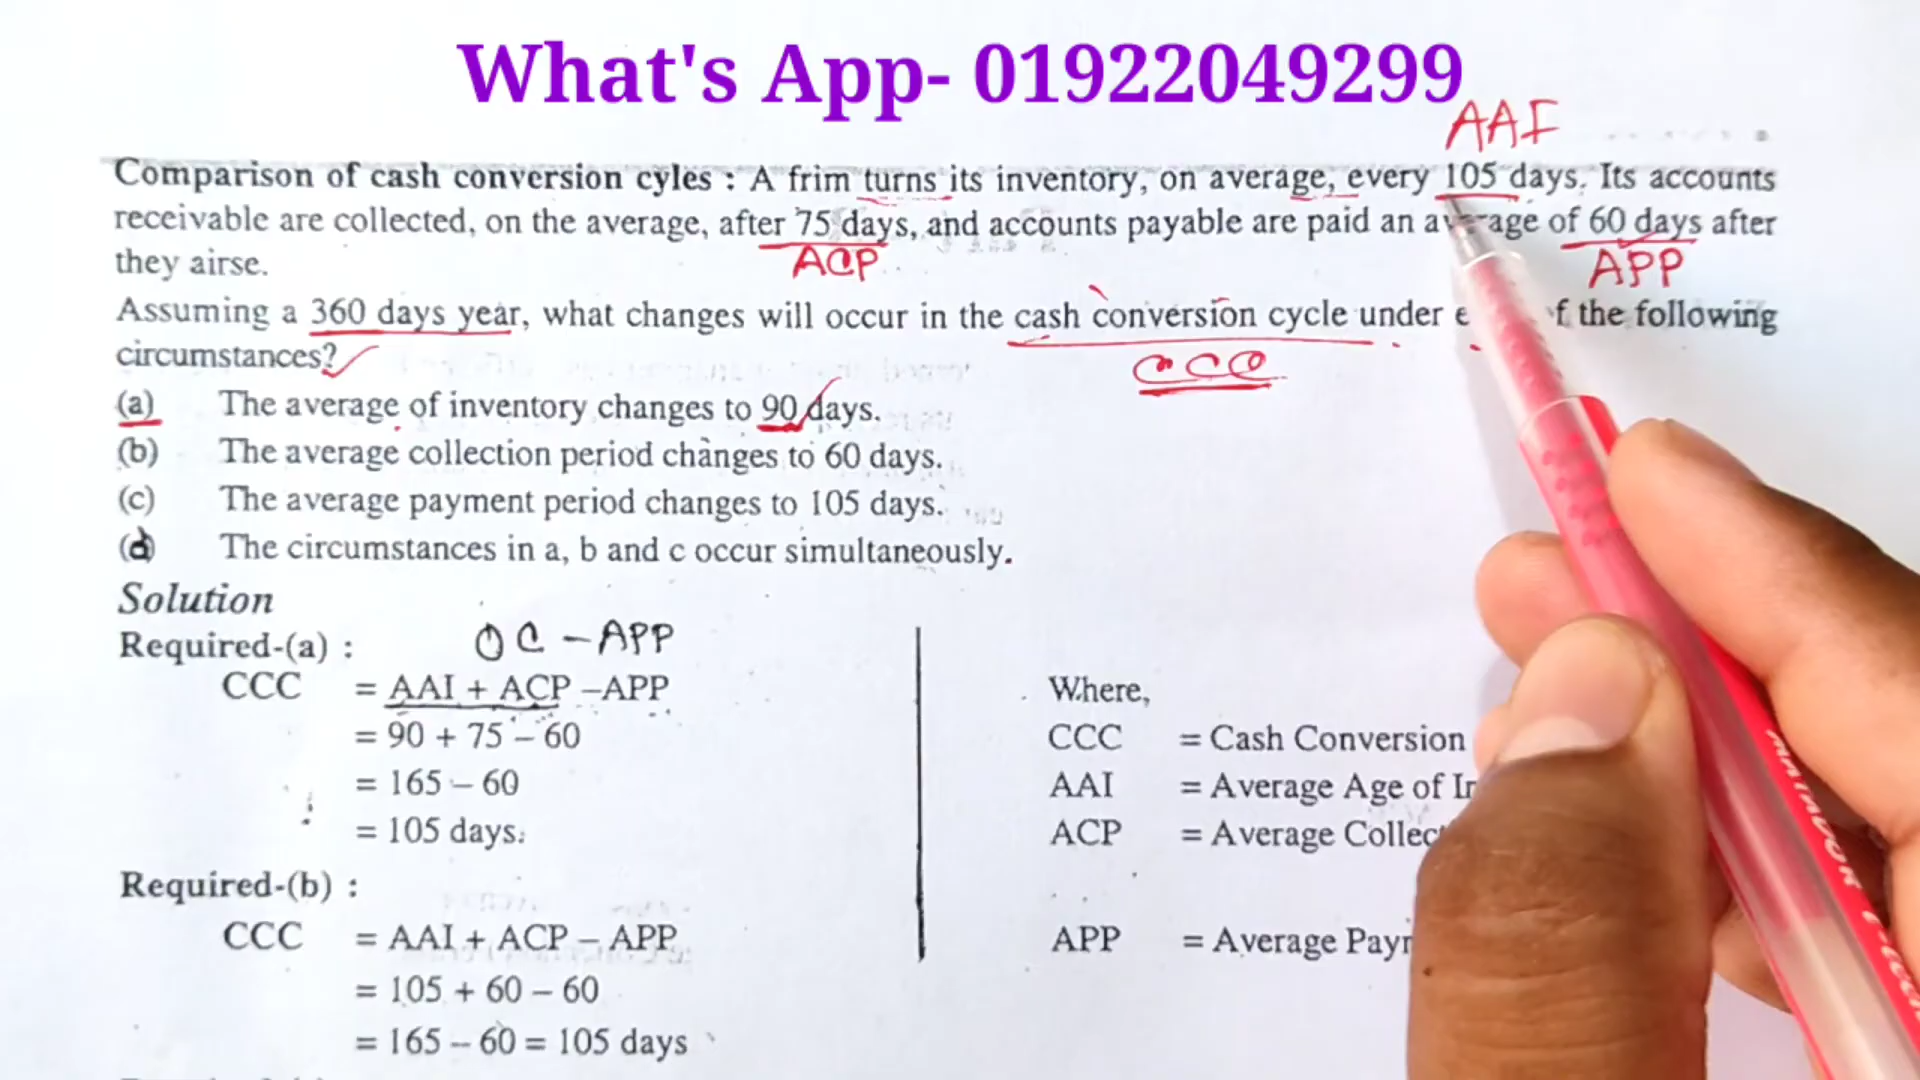 What's App- 01922049299
AAI
Comparison of cash conversion cyles : A frim turns its inventory, on average, every 105 days. Its accounts
receivable are collected, on the average, after 75 days, and accounts payable are paid an average of 60 days after
they airse.
ACP
APP
Assuming a 360 days year, what changes will occur in the cash conversion cycle under of the following
circumstances?
CCC
(a) The average of inventory changes to 90 days.
(b) The average collection period changes to 60 days.
(c) The average payment period changes to 105 days.
(d) The circumstances in a, b and c occur simultaneously.
Solution
Required-(a) :
OC - APP
CCC = AAI + ACP –APP
= 90 + 75 – 60
= 165 – 60
= 105 days.
Where,
CCC = Cash Conversion
AAI = Average Age of
ACP = Average
APP = Average
Required-(b) :
CCC = AAI + ACP – APP
= 105 + 60 – 60
= 165 – 60 = 105 days
MATADOR